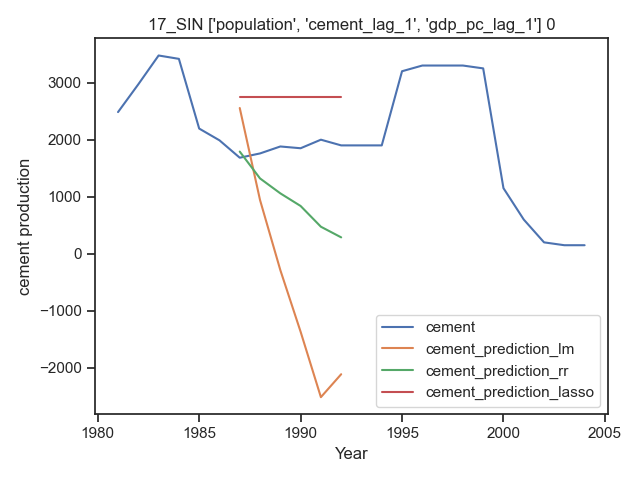 17_SIN ['population', 'cement_lag_1', 'gdp_pc_lag_1'] 0
3000
2000
1000
0
−1000
−2000
cement production
1980
1985
1990
1995
2000
2005
Year
cement
cement_prediction_lm
cement_prediction_rr
cement_prediction_lasso